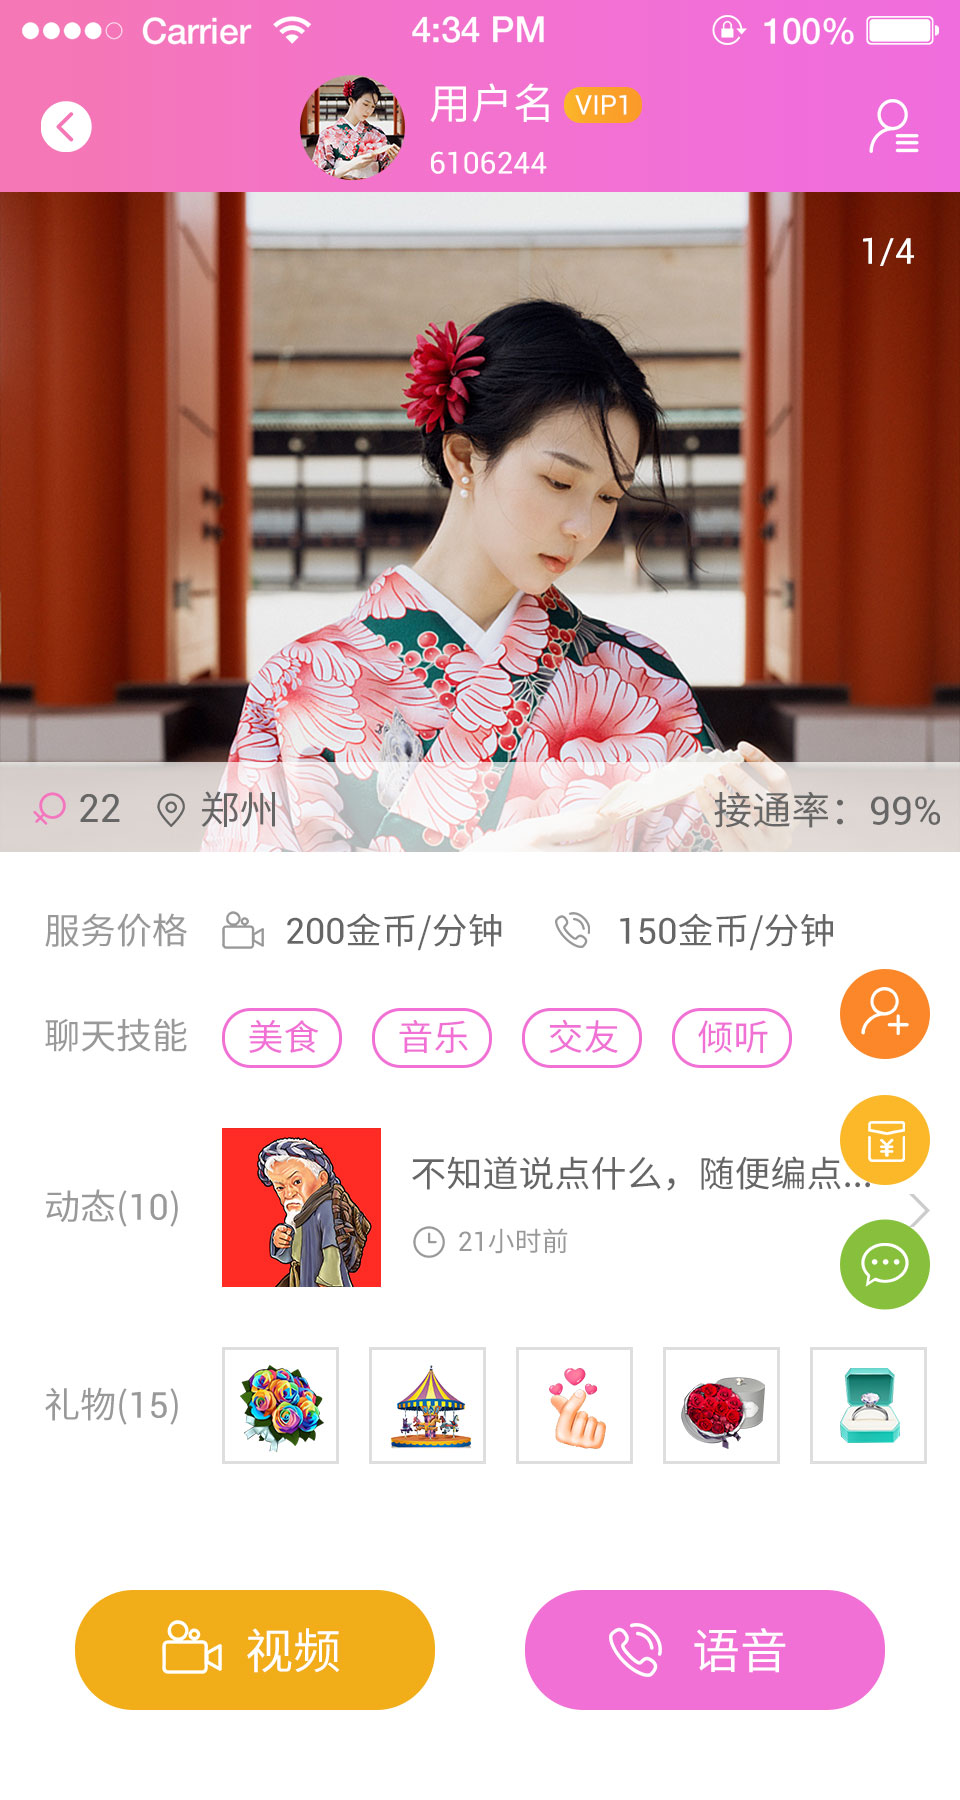 Carrier 4:34 PM 100%
用户名 VIP1
6106244
1/4
22 郑州 接通率：99%
服务价格 200金币/分钟 150金币/分钟
聊天技能 美食 音乐 交友 倾听
不知道说点什么，随便编点...
动态(10)
21小时前
礼物(15)
视频 语音